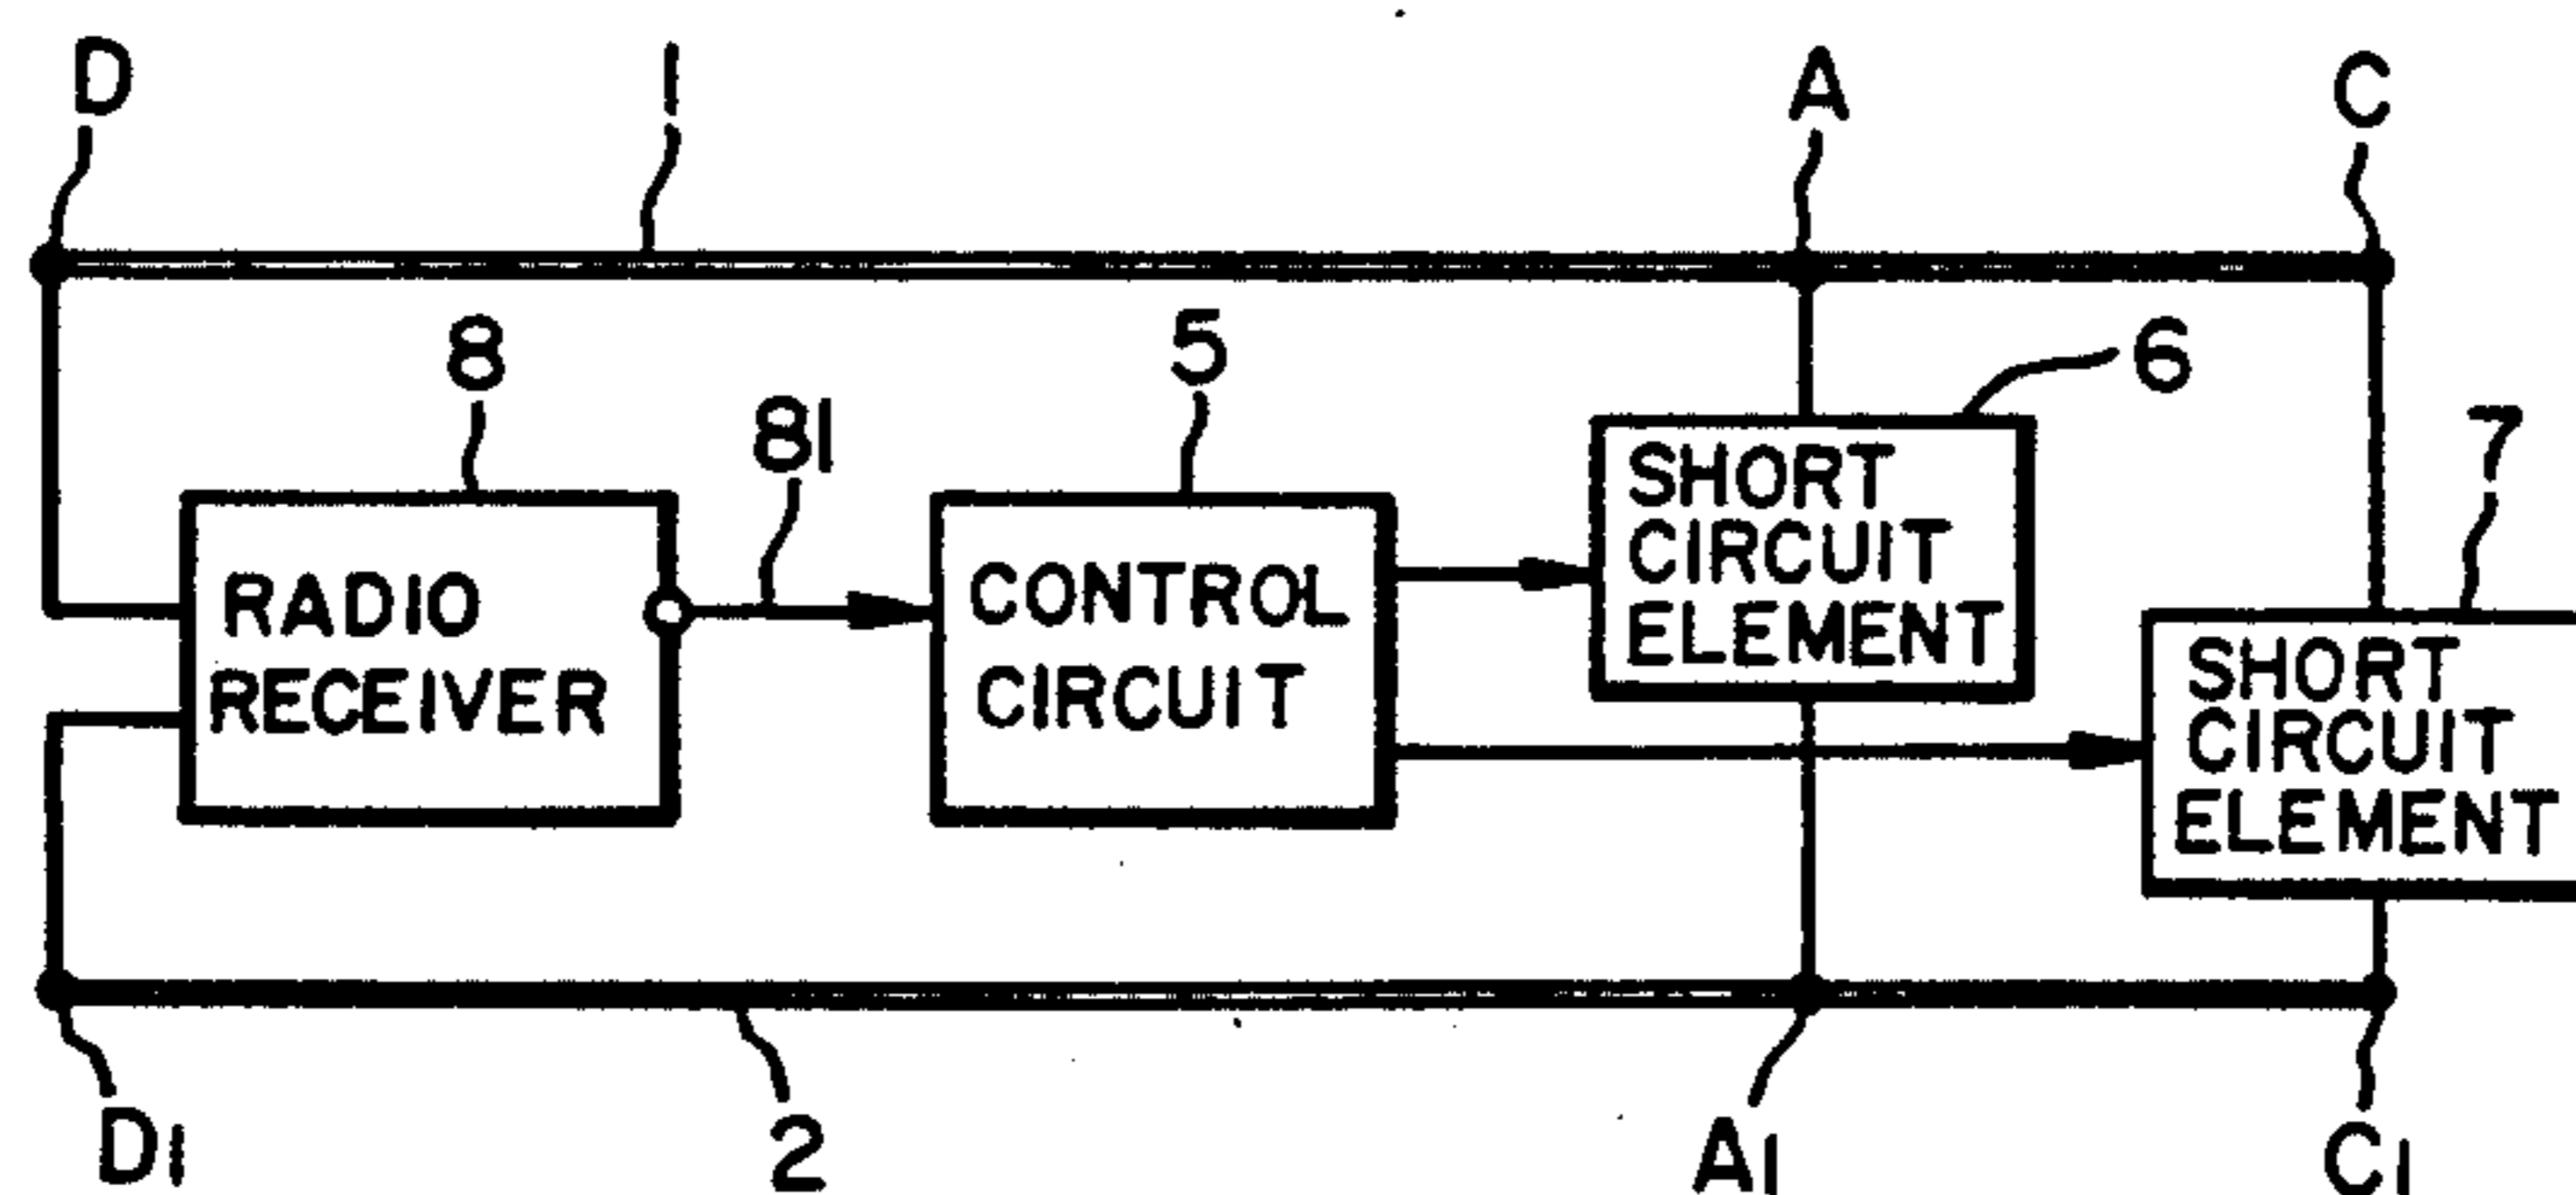 D
1
A
C
8
81
5
6
7
RADIO
RECEIVER
CONTROL
CIRCUIT
SHORT
CIRCUIT
ELEMENT
SHORT
CIRCUIT
ELEMENT
D1
2
A1
C1